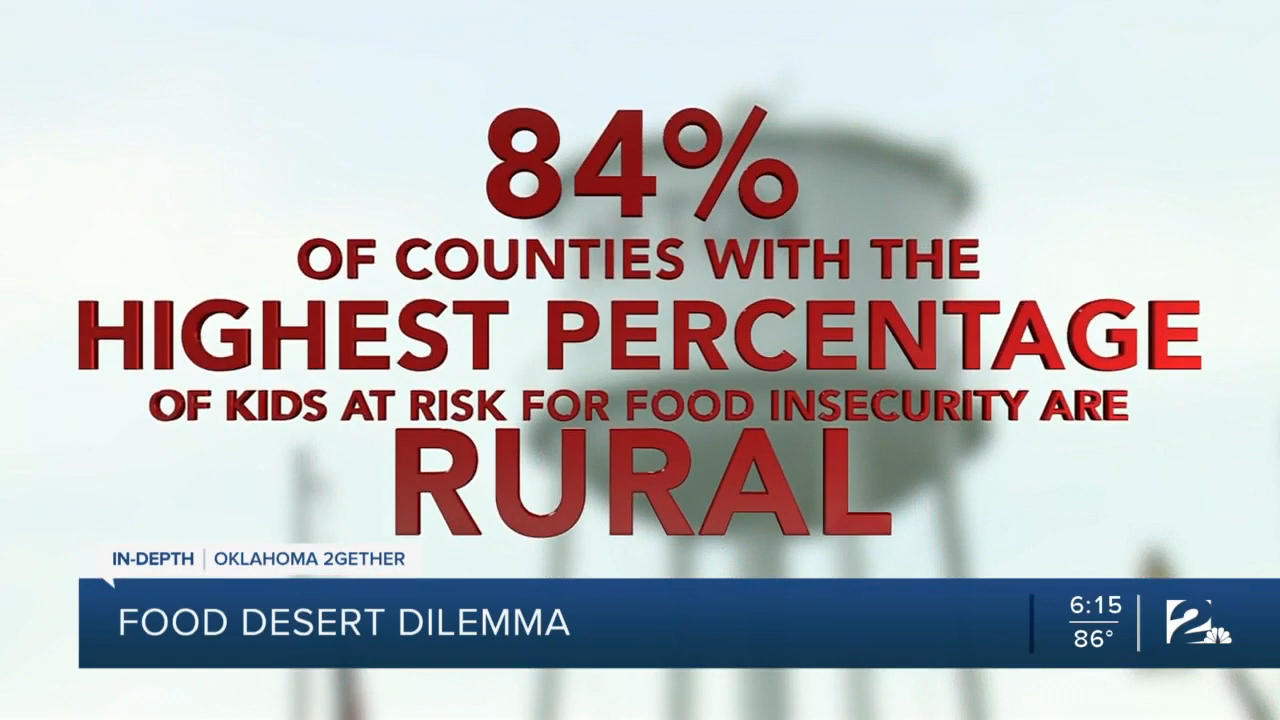 84%
OF COUNTIES WITH THE
HIGHEST PERCENTAGE
OF KIDS AT RISK FOR FOOD INSECURITY ARE
RURAL
IN-DEPTH | OKLAHOMA 2GETHER
FOOD DESERT DILEMMA
6:15
86°
2